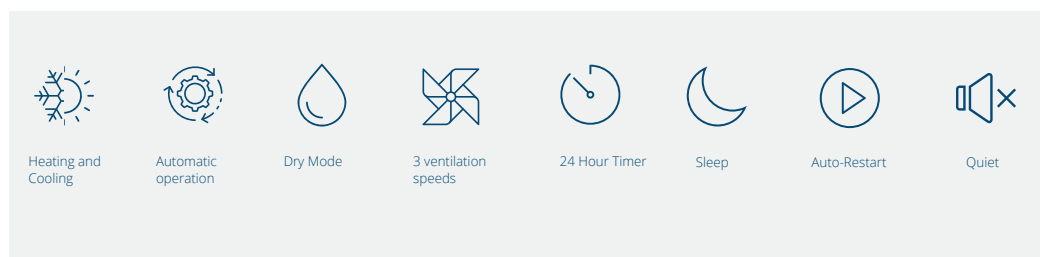 Heating and
Cooling
Automatic
operation
Dry Mode
3 ventilation
speeds
24 Hour Timer
Sleep
Auto-Restart
Quiet